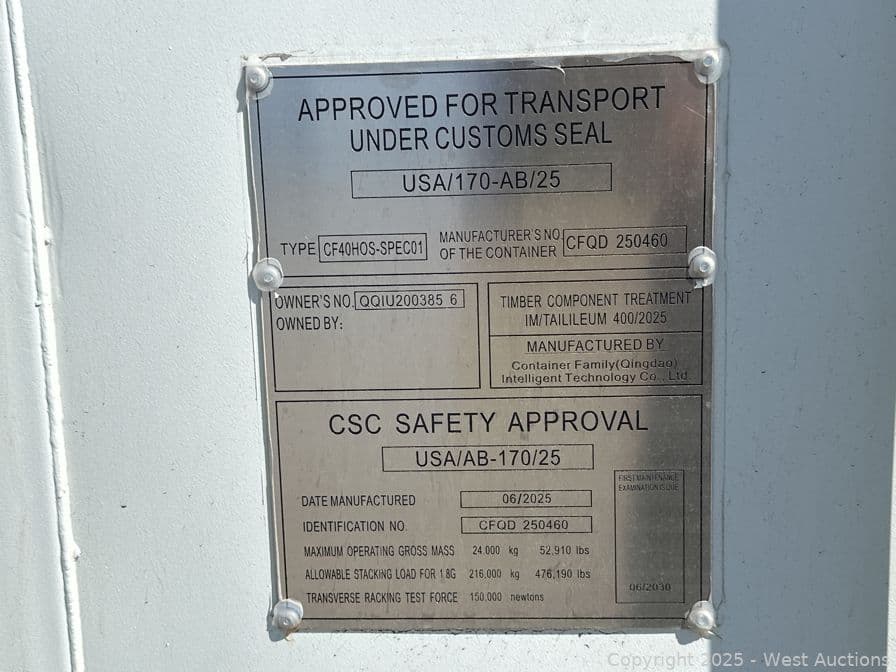 APPROVED FOR TRANSPORT
UNDER CUSTOMS SEAL
USA/170-AB/25
TYPE CF40HOS-SPEC01
MANUFACTURER'S NO.
OF THE CONTAINER
CFQD 250460
OWNER'S NO. QQIU200385 6
OWNED BY:
TIMBER COMPONENT TREATMENT
IM/TAILILEUM 400/2025
MANUFACTURED BY
Container Family(Qingdao)
Intelligent Technology Co., Ltd
CSC SAFETY APPROVAL
USA/AB-170/25
DATE MANUFACTURED 06/2025
IDENTIFICATION NO. CFQD 250460
MAXIMUM OPERATING GROSS MASS 24.000 kg 52,910 lbs
ALLOWABLE STACKING LOAD FOR 1.8G 216,000 kg 476,190 lbs
TRANSVERSE RACKING TEST FORCE 150,000 newtons
FIRST MAINTENANCE
EXAMINATION IS DUE
06/2030
Copyright © 2025 - West Auctions